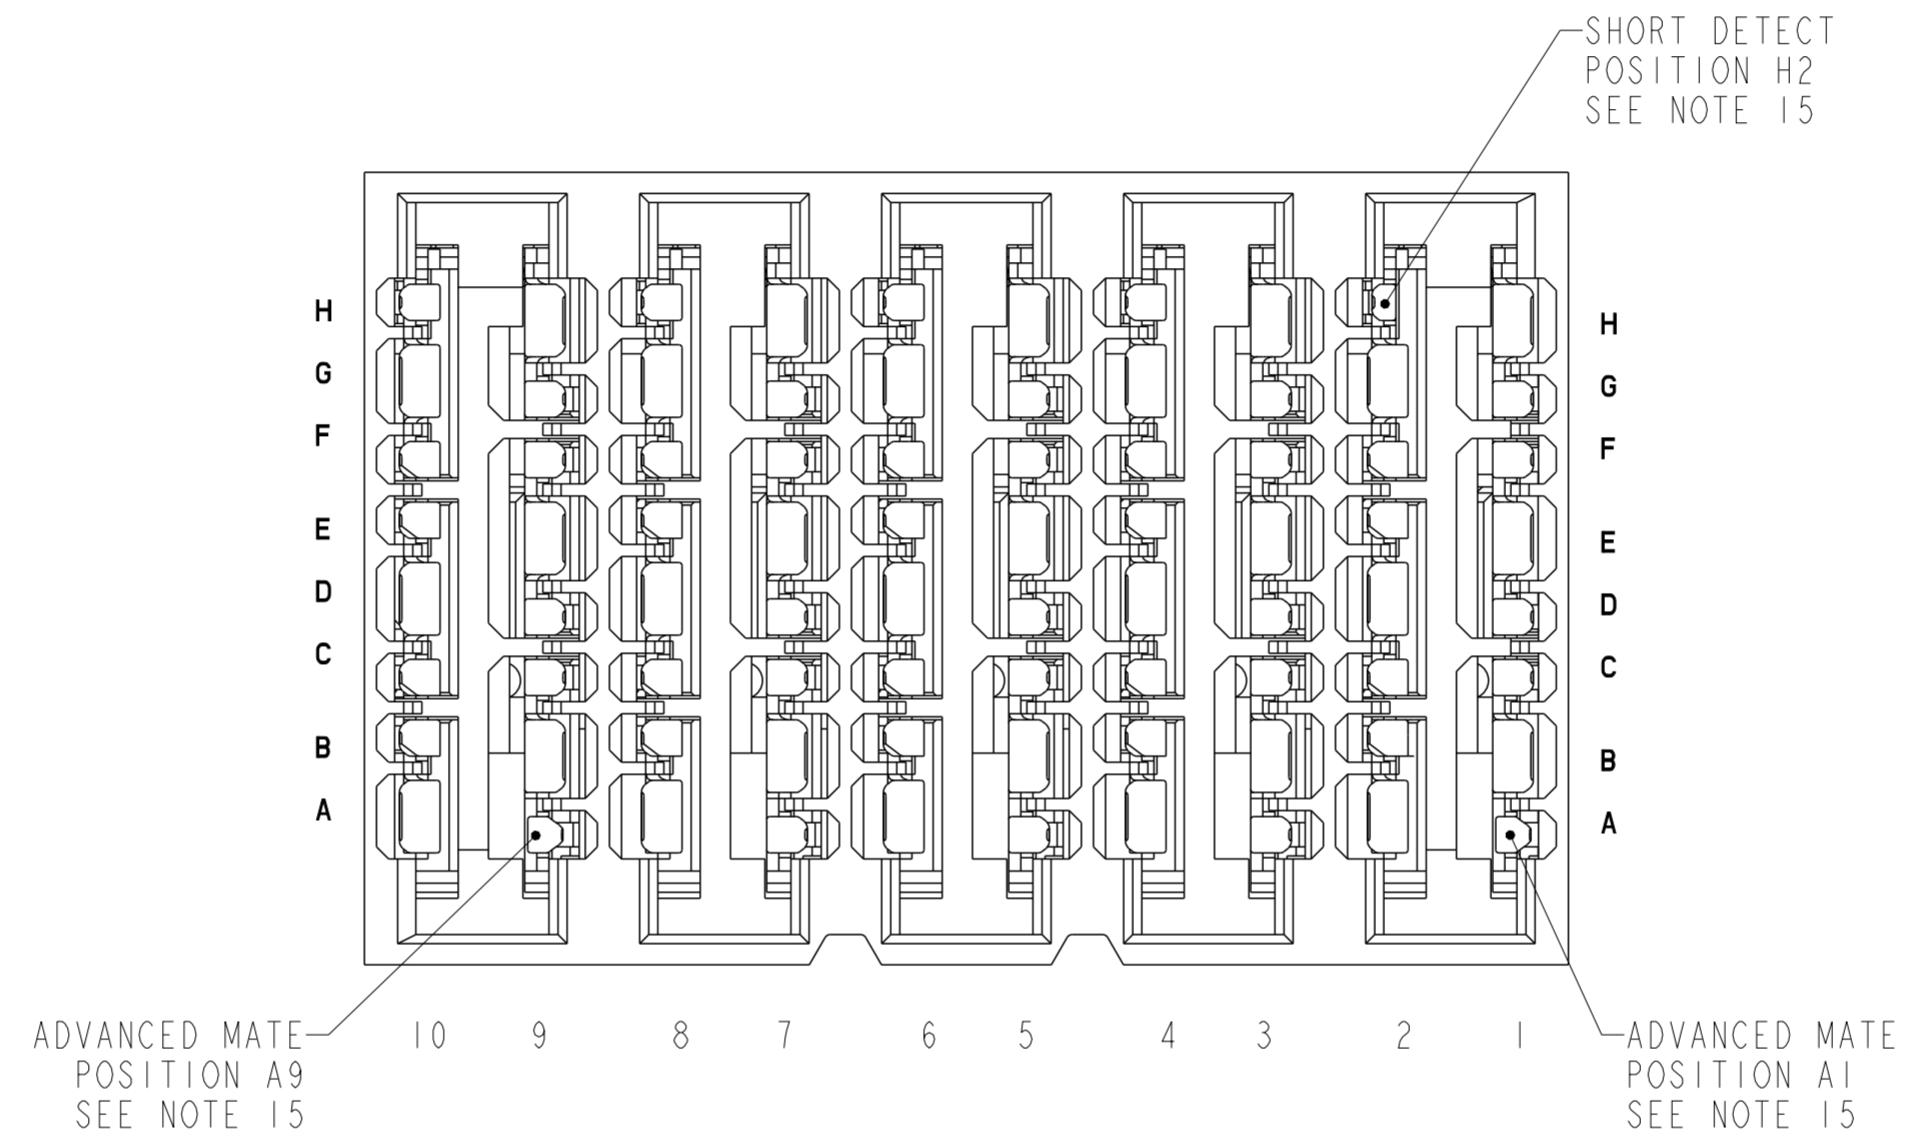 SHORT DETECT
POSITION H2
SEE NOTE 15
H
G
F
E
D
C
B
A
H
G
F
E
D
C
B
A
10 9 8 7 6 5 4 3 2 1
ADVANCED MATE
POSITION A9
SEE NOTE 15
ADVANCED MATE
POSITION A1
SEE NOTE 15